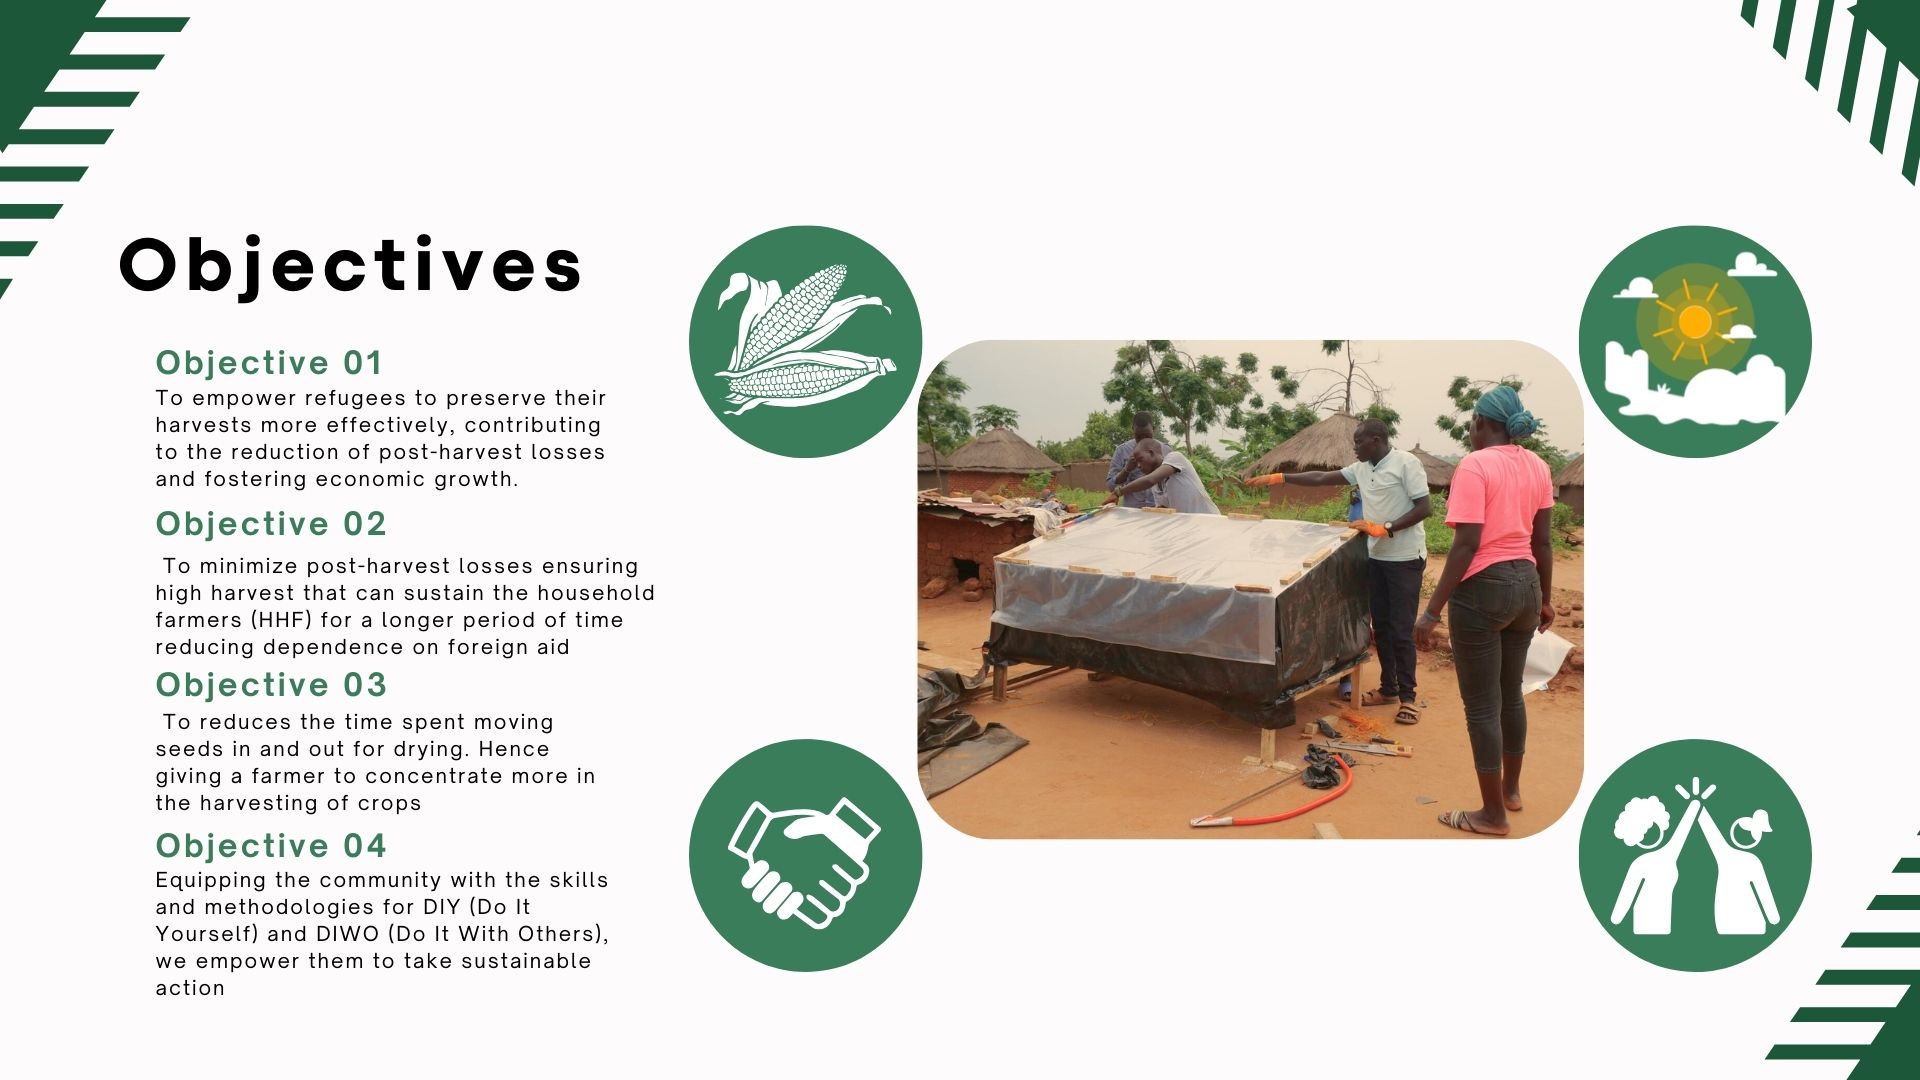 Objectives
Objective 01
To empower refugees to preserve their
harvests more effectively, contributing
to the reduction of post-harvest losses
and fostering economic growth.
Objective 02
To minimize post-harvest losses ensuring
high harvest that can sustain the household
farmers (HHF) for a longer period of time
reducing dependence on foreign aid
Objective 03
To reduces the time spent moving
seeds in and out for drying. Hence
giving a farmer to concentrate more in
the harvesting of crops
Objective 04
Equipping the community with the skills
and methodologies for DIY (Do It
Yourself) and DIWO (Do It With Others),
we empower them to take sustainable
action